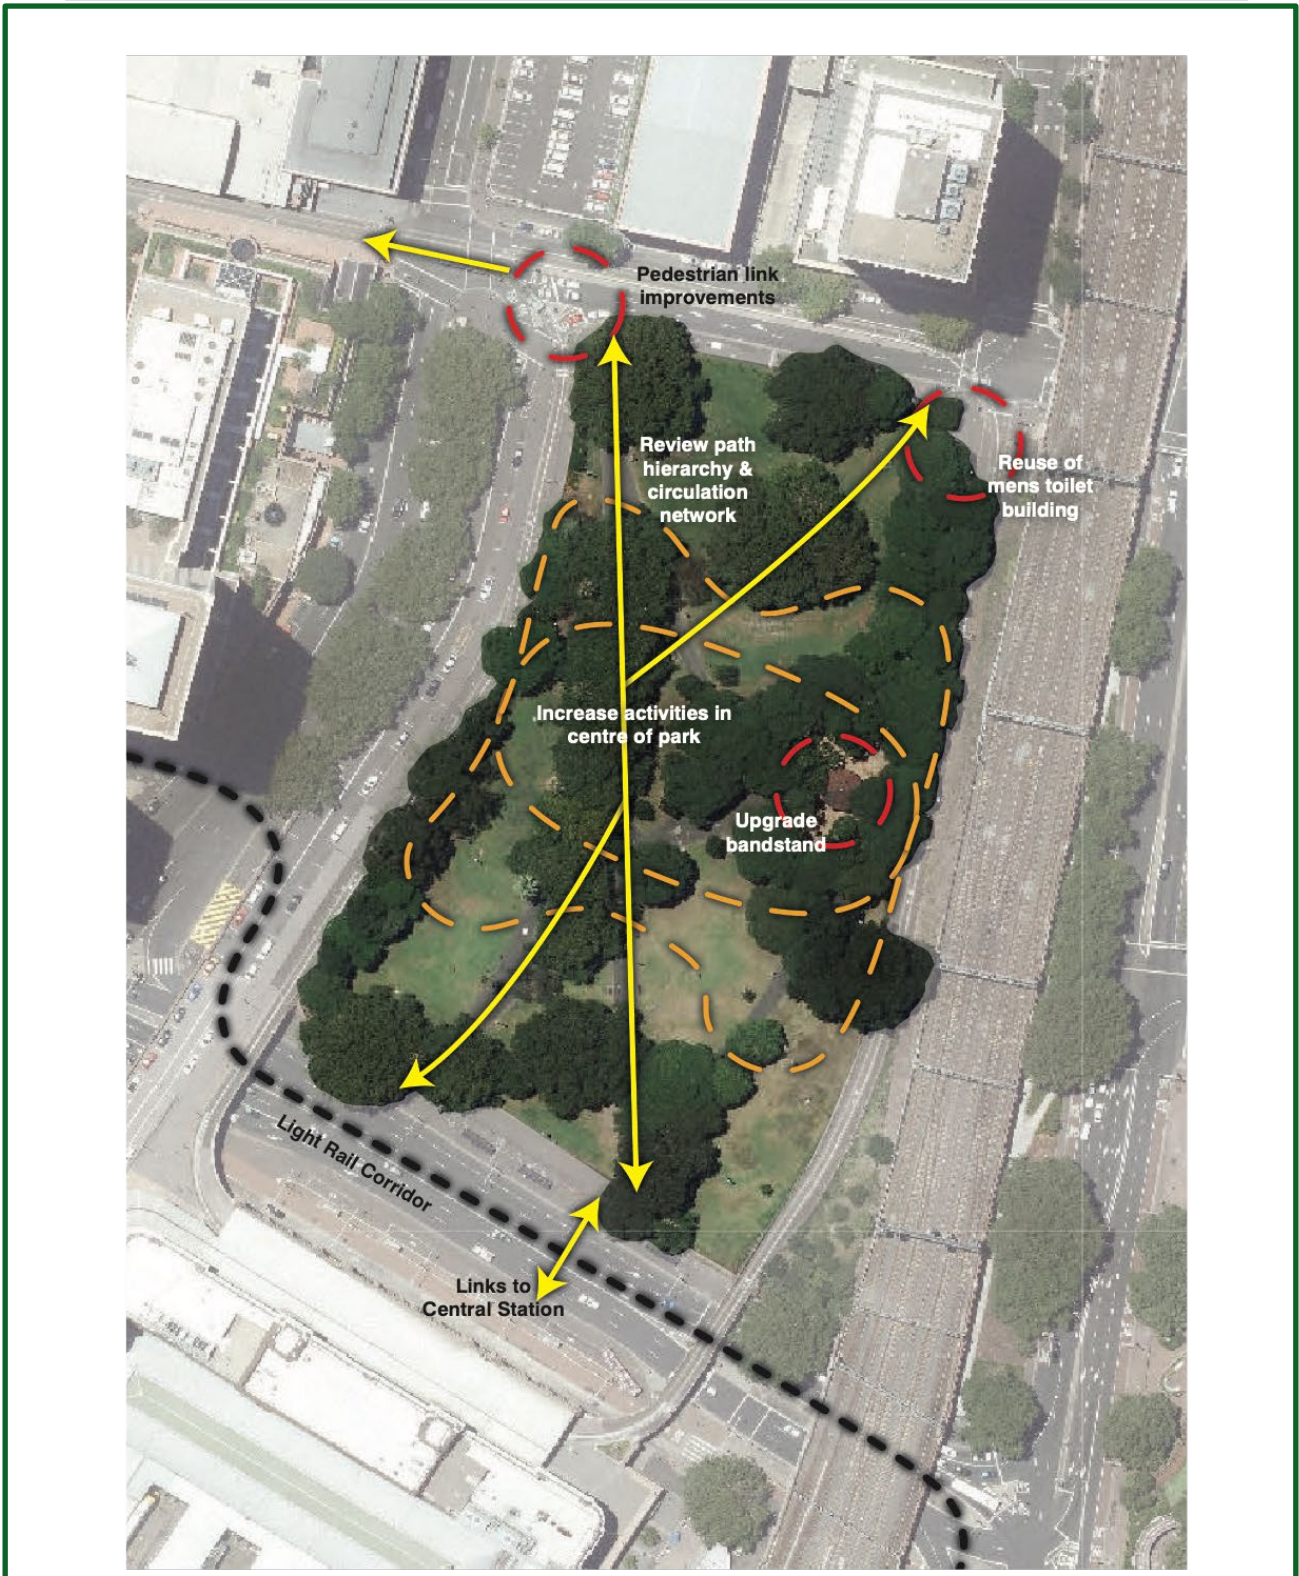 Pedestrian link
improvements
Review path
hierarchy &
circulation
network
Reuse of
mens toilet
building
Increase activities in
centre of park
Upgrade
bandstand
Light Rail Corridor
Links to
Central Station